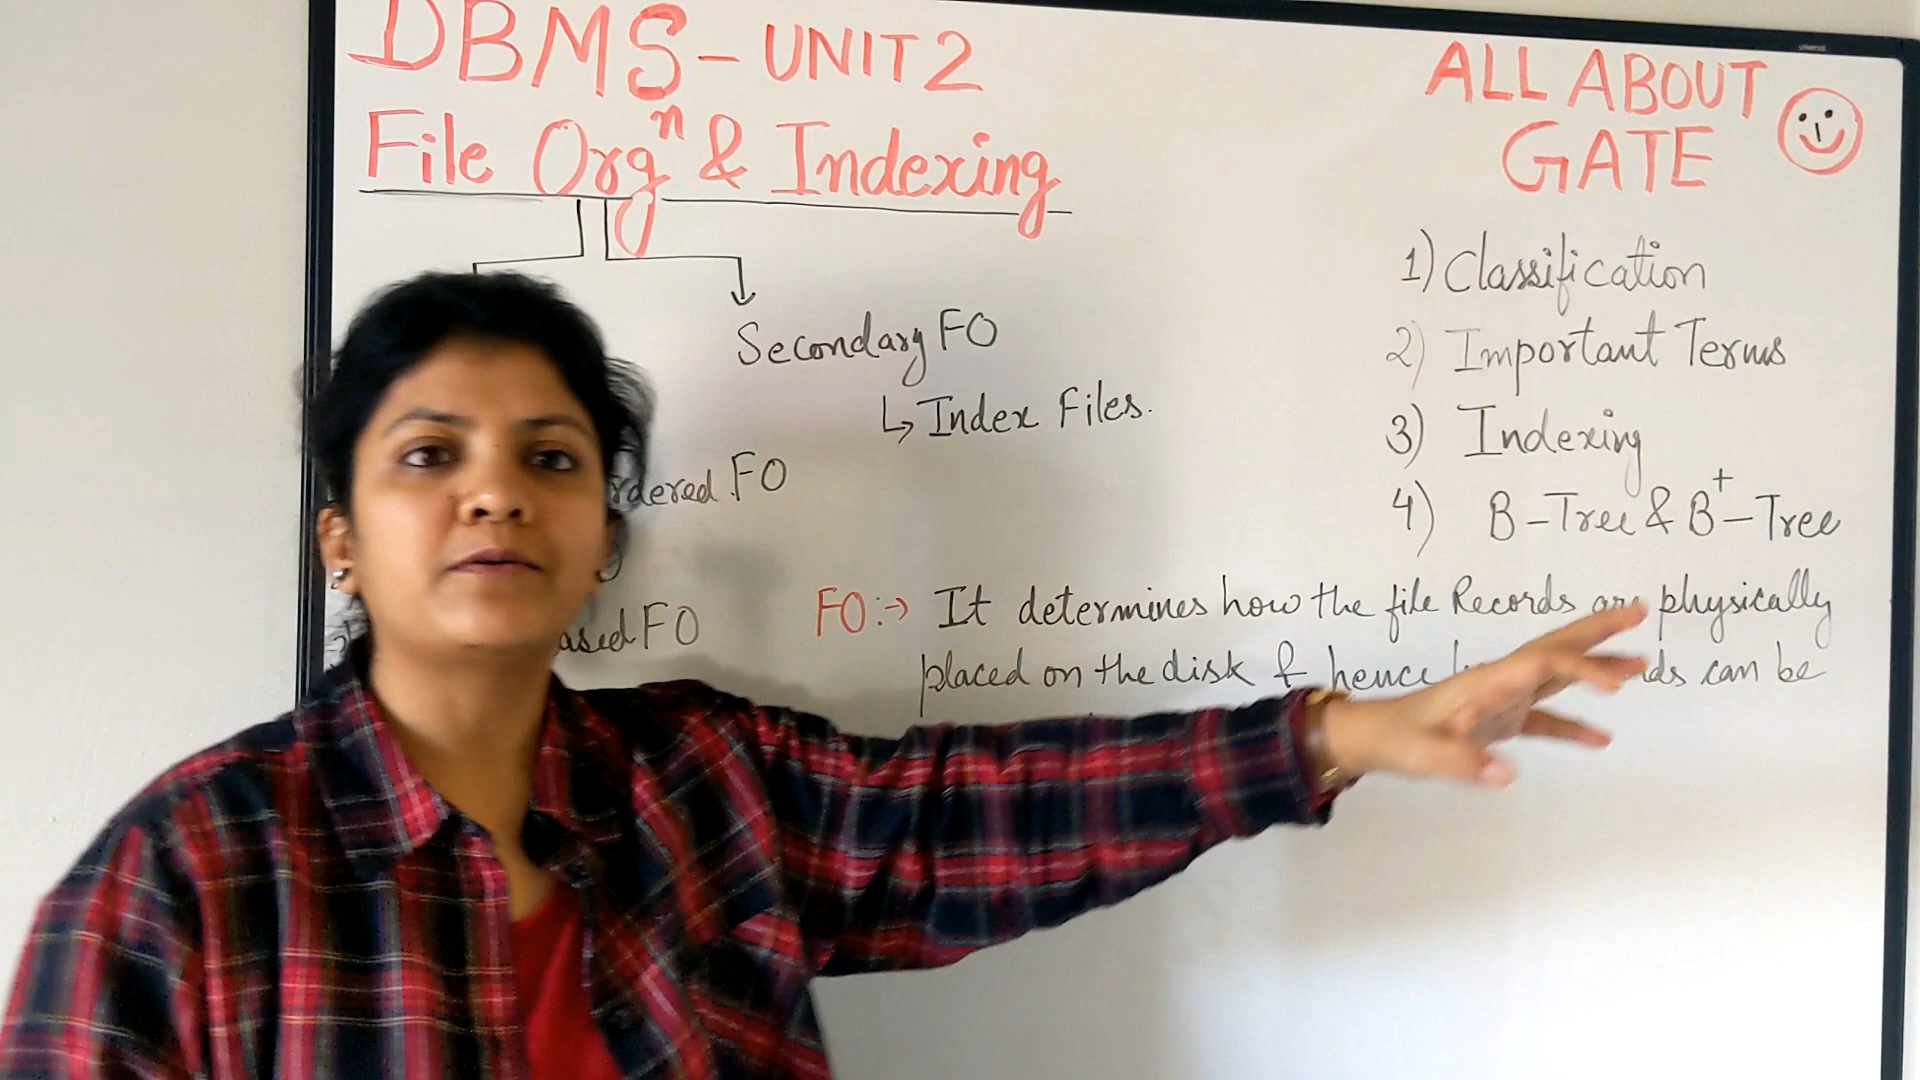 DBMS - UNIT 2
File Orgⁿ & Indexing
Secondary FO
↳ Index Files.
rdered FO
ased FO
ALL ABOUT
GATE
1) Classification
2) Important Terms
3) Indexing
4) B-Tree & B⁺-Tree
FO:→ It determines how the file Records are physically
placed on the disk & hence can be